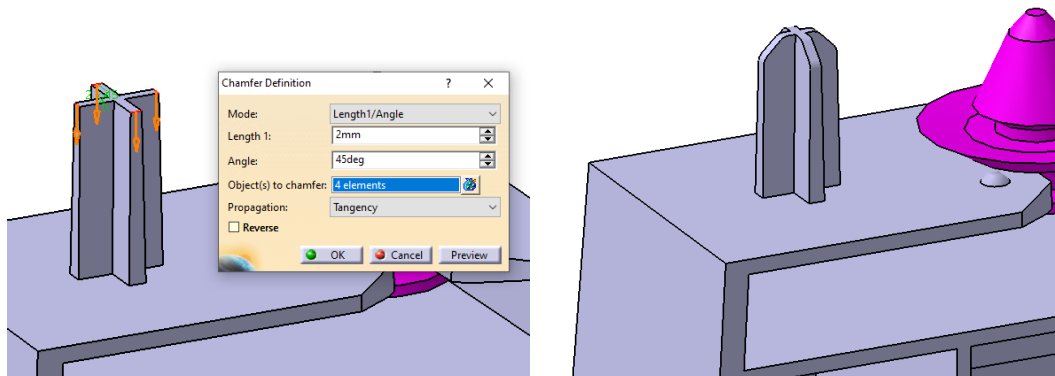 Chamfer Definition ? X
Mode: Length1/Angle
Length 1: 2mm
Angle: 45deg
Object(s) to chamfer: 4 elements
Propagation: Tangency
Reverse
OK Cancel Preview